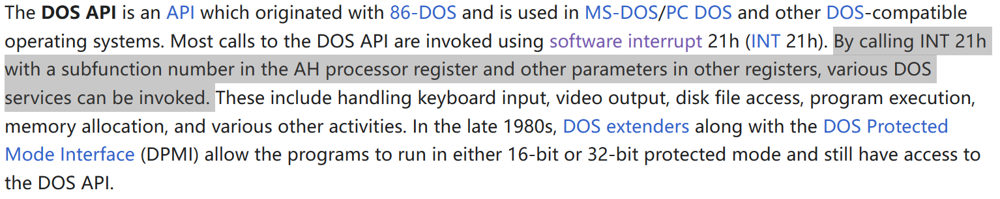 The DOS API is an API which originated with 86-DOS and is used in MS-DOS/PC DOS and other DOS-compatible
operating systems. Most calls to the DOS API are invoked using software interrupt 21h (INT 21h). By calling INT 21h
with a subfunction number in the AH processor register and other parameters in other registers, various DOS
services can be invoked. These include handling keyboard input, video output, disk file access, program execution,
memory allocation, and various other activities. In the late 1980s, DOS extenders along with the DOS Protected
Mode Interface (DPMI) allow the programs to run in either 16-bit or 32-bit protected mode and still have access to
the DOS API.